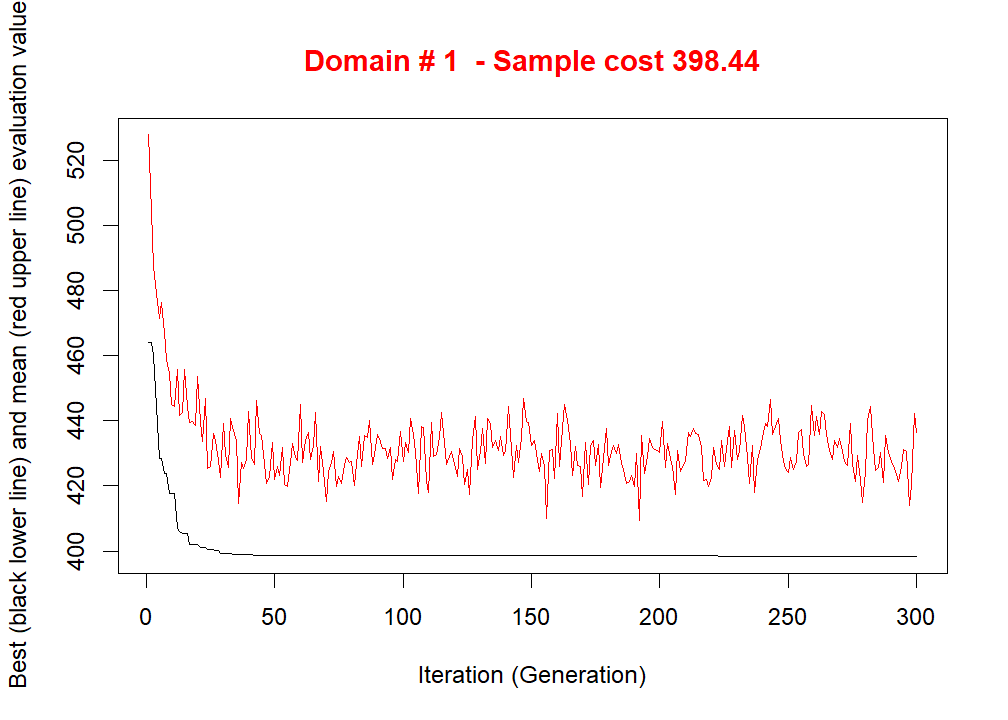 Domain # 1  - Sample cost 398.44
Best (black lower line) and mean (red upper line) evaluation value
520
500
480
460
440
420
400
0 50 100 150 200 250 300
Iteration (Generation)